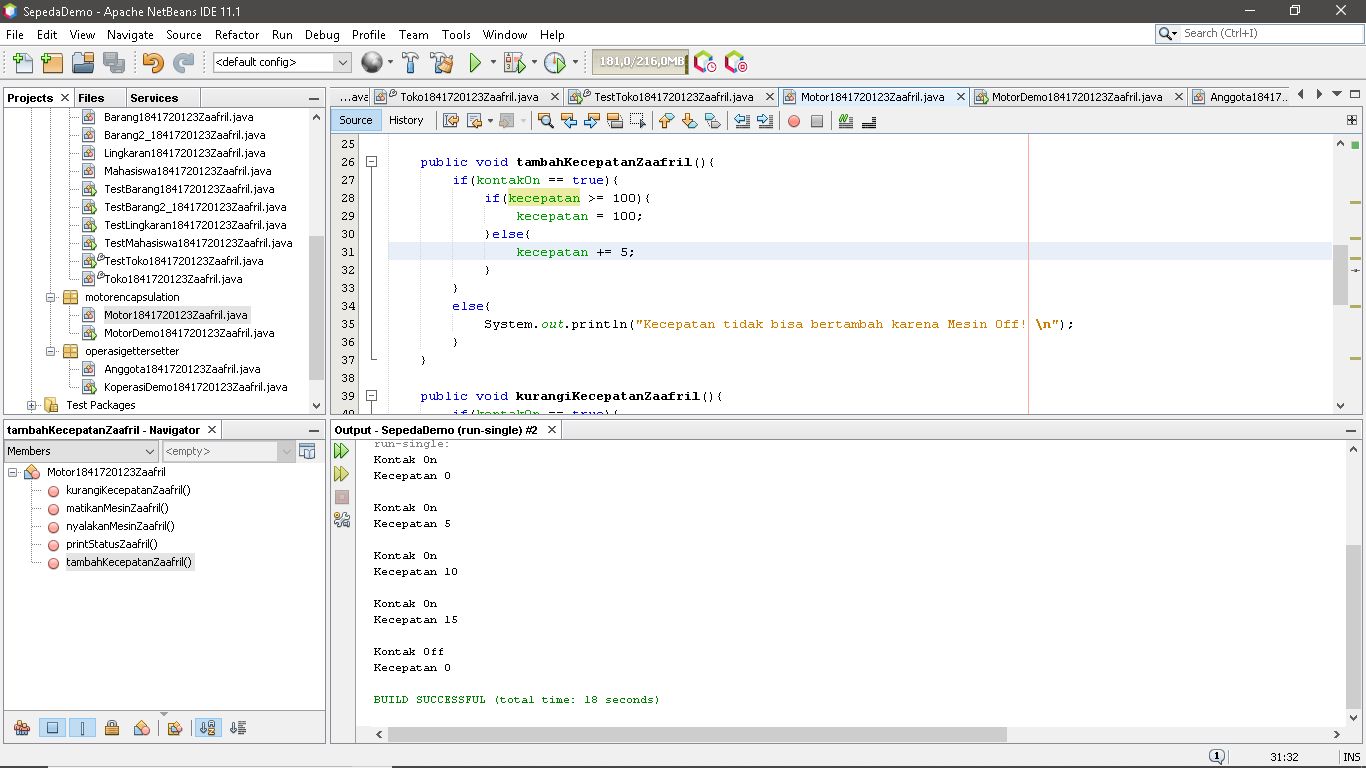 SepedaDemo - Apache NetBeans IDE 11.1
File Edit View Navigate Source Refactor Run Debug Profile Team Tools Window Help
Search (Ctrl+I)
<default config>
181,0/216,0MB
Projects Files Services
Barang1841720123Zaafril.java
Barang2_1841720123Zaafril.java
Lingkaran1841720123Zaafril.java
Mahasiswa1841720123Zaafril.java
TestBarang1841720123Zaafril.java
TestBarang2_1841720123Zaafril.java
TestLingkaran1841720123Zaafril.java
TestMahasiswa1841720123Zaafril.java
TestToko1841720123Zaafril.java
Toko1841720123Zaafril.java
motorencapsulation
Motor1841720123Zaafril.java
MotorDemo1841720123Zaafril.java
operasigettersetter
Anggota1841720123Zaafril.java
KoperasiDemo1841720123Zaafril.java
Test Packages
...ava Toko1841720123Zaafril.java TestToko1841720123Zaafril.java Motor1841720123Zaafril.java MotorDemo1841720123Zaafril.java Anggota18417...
Source History
25
26 public void tambahKecepatanZaafril(){
27 if(kontakOn == true){
28 if(kecepatan >= 100){
29 kecepatan = 100;
30 }else{
31 kecepatan += 5;
32 }
33 }
34 else{
35 System.out.println("Kecepatan tidak bisa bertambah karena Mesin Off! \n");
36 }
37 }
38
39 public void kurangiKecepatanZaafril(){
40 if(kontakOn == true){
tambahKecepatanZaafril - Navigator
Members <empty>
Motor1841720123Zaafril
kurangiKecepatanZaafril()
matikanMesinZaafril()
nyalakanMesinZaafril()
printStatusZaafril()
tambahKecepatanZaafril()
Output - SepedaDemo (run-single) #2
run-single:
Kontak On
Kecepatan 0
Kontak On
Kecepatan 5
Kontak On
Kecepatan 10
Kontak On
Kecepatan 15
Kontak Off
Kecepatan 0
BUILD SUCCESSFUL (total time: 18 seconds)
1 31:32 INS